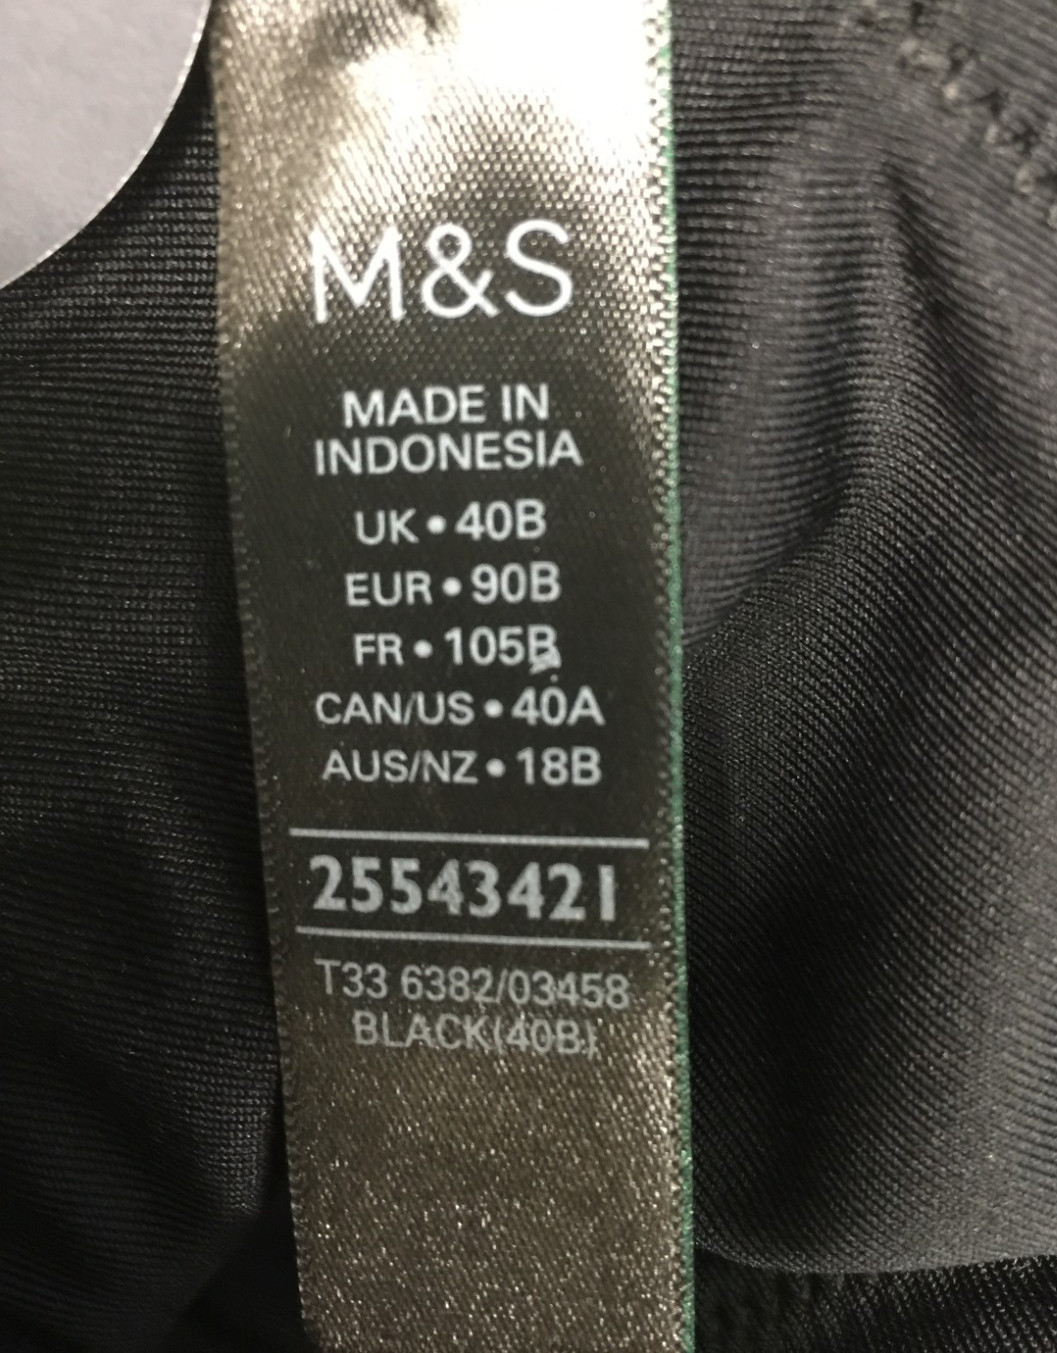 M&S
MADE IN
INDONESIA
UK • 40B
EUR • 90B
FR • 105B
CAN/US • 40A
AUS/NZ • 18B
25543421
T33 6382/03458
BLACK(40B)